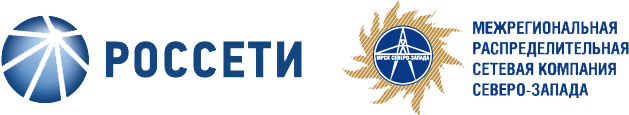 РОССЕТИ
МРСК СЕВЕРО-ЗАПАДА
МЕЖРЕГИОНАЛЬНАЯ
РАСПРЕДЕЛИТЕЛЬНАЯ
СЕТЕВАЯ КОМПАНИЯ
СЕВЕРО-ЗАПАДА